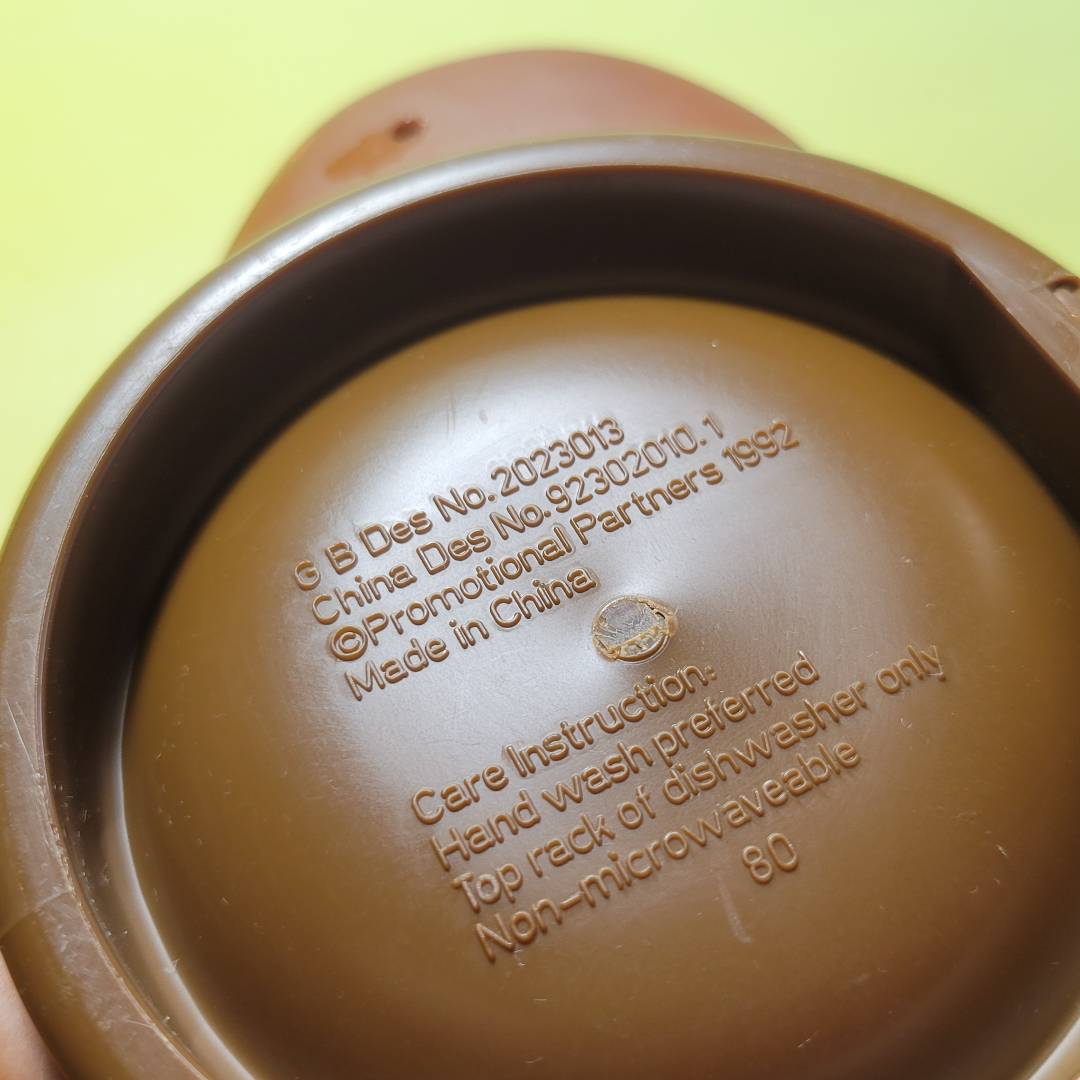 G B Des No.2023013
China Des No.92302010.1
©Promotional Partners 1992
Made in China
Care Instruction:
Hand wash preferred
Top rack of dishwasher only
Non-microwaveable
80